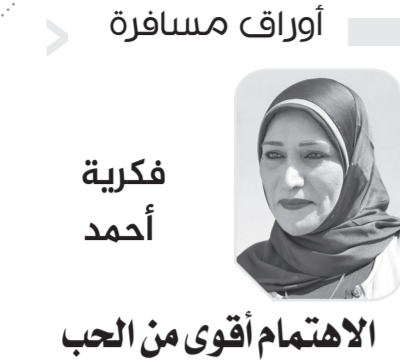 أوراق مسافرة
فكرية
أحمد
الاهتمام أقوى من الحب